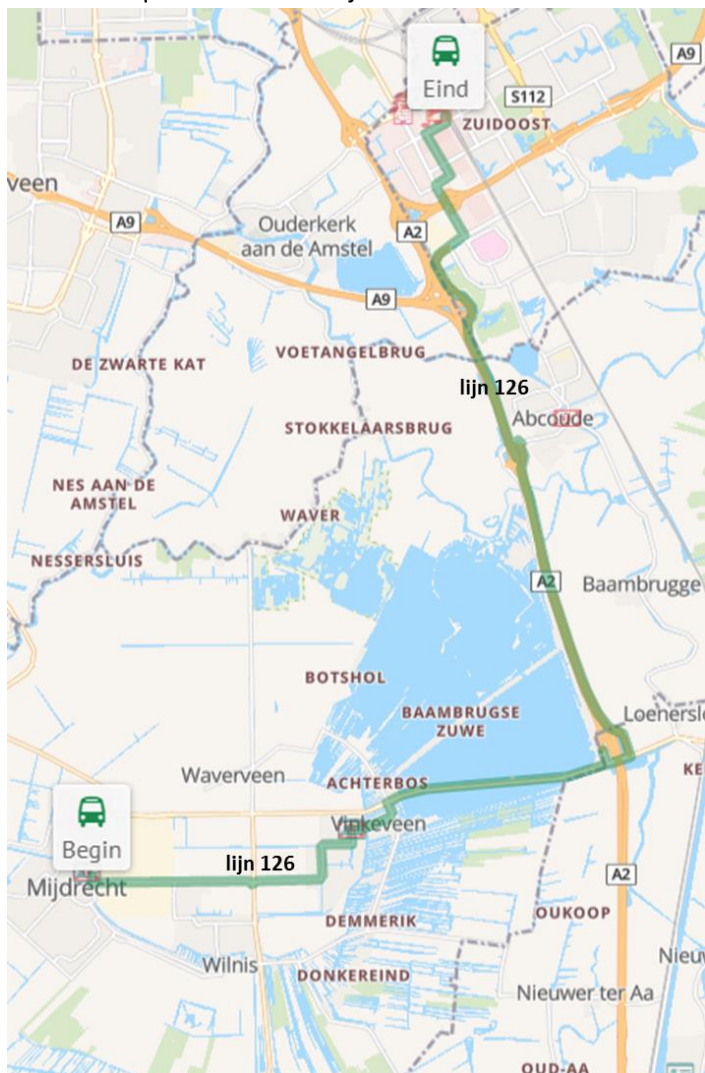 Eind
A9
S112
ZUIDOOST
veen
A9
Ouderkerk
aan de Amstel
A2
A9
DE ZWARTE KAT
VOETANGELBRUG
lijn 126
Abcoude
STOKKELAARSBRUG
NES AAN DE
AMSTEL
WAVER
NESSERSLUIS
A2
Baambrugge
BOTSHOL
BAAMBRUGSE
ZUWE
Loenersle
KE
Waverveen
ACHTERBOS
Begin
Vinkeveen
lijn 126
Mijdrecht
A2
DEMMERIK
OUKOOP
Wilnis
DONKEREIND
Nieuw
Nieuwer ter Aa
OUD-AA